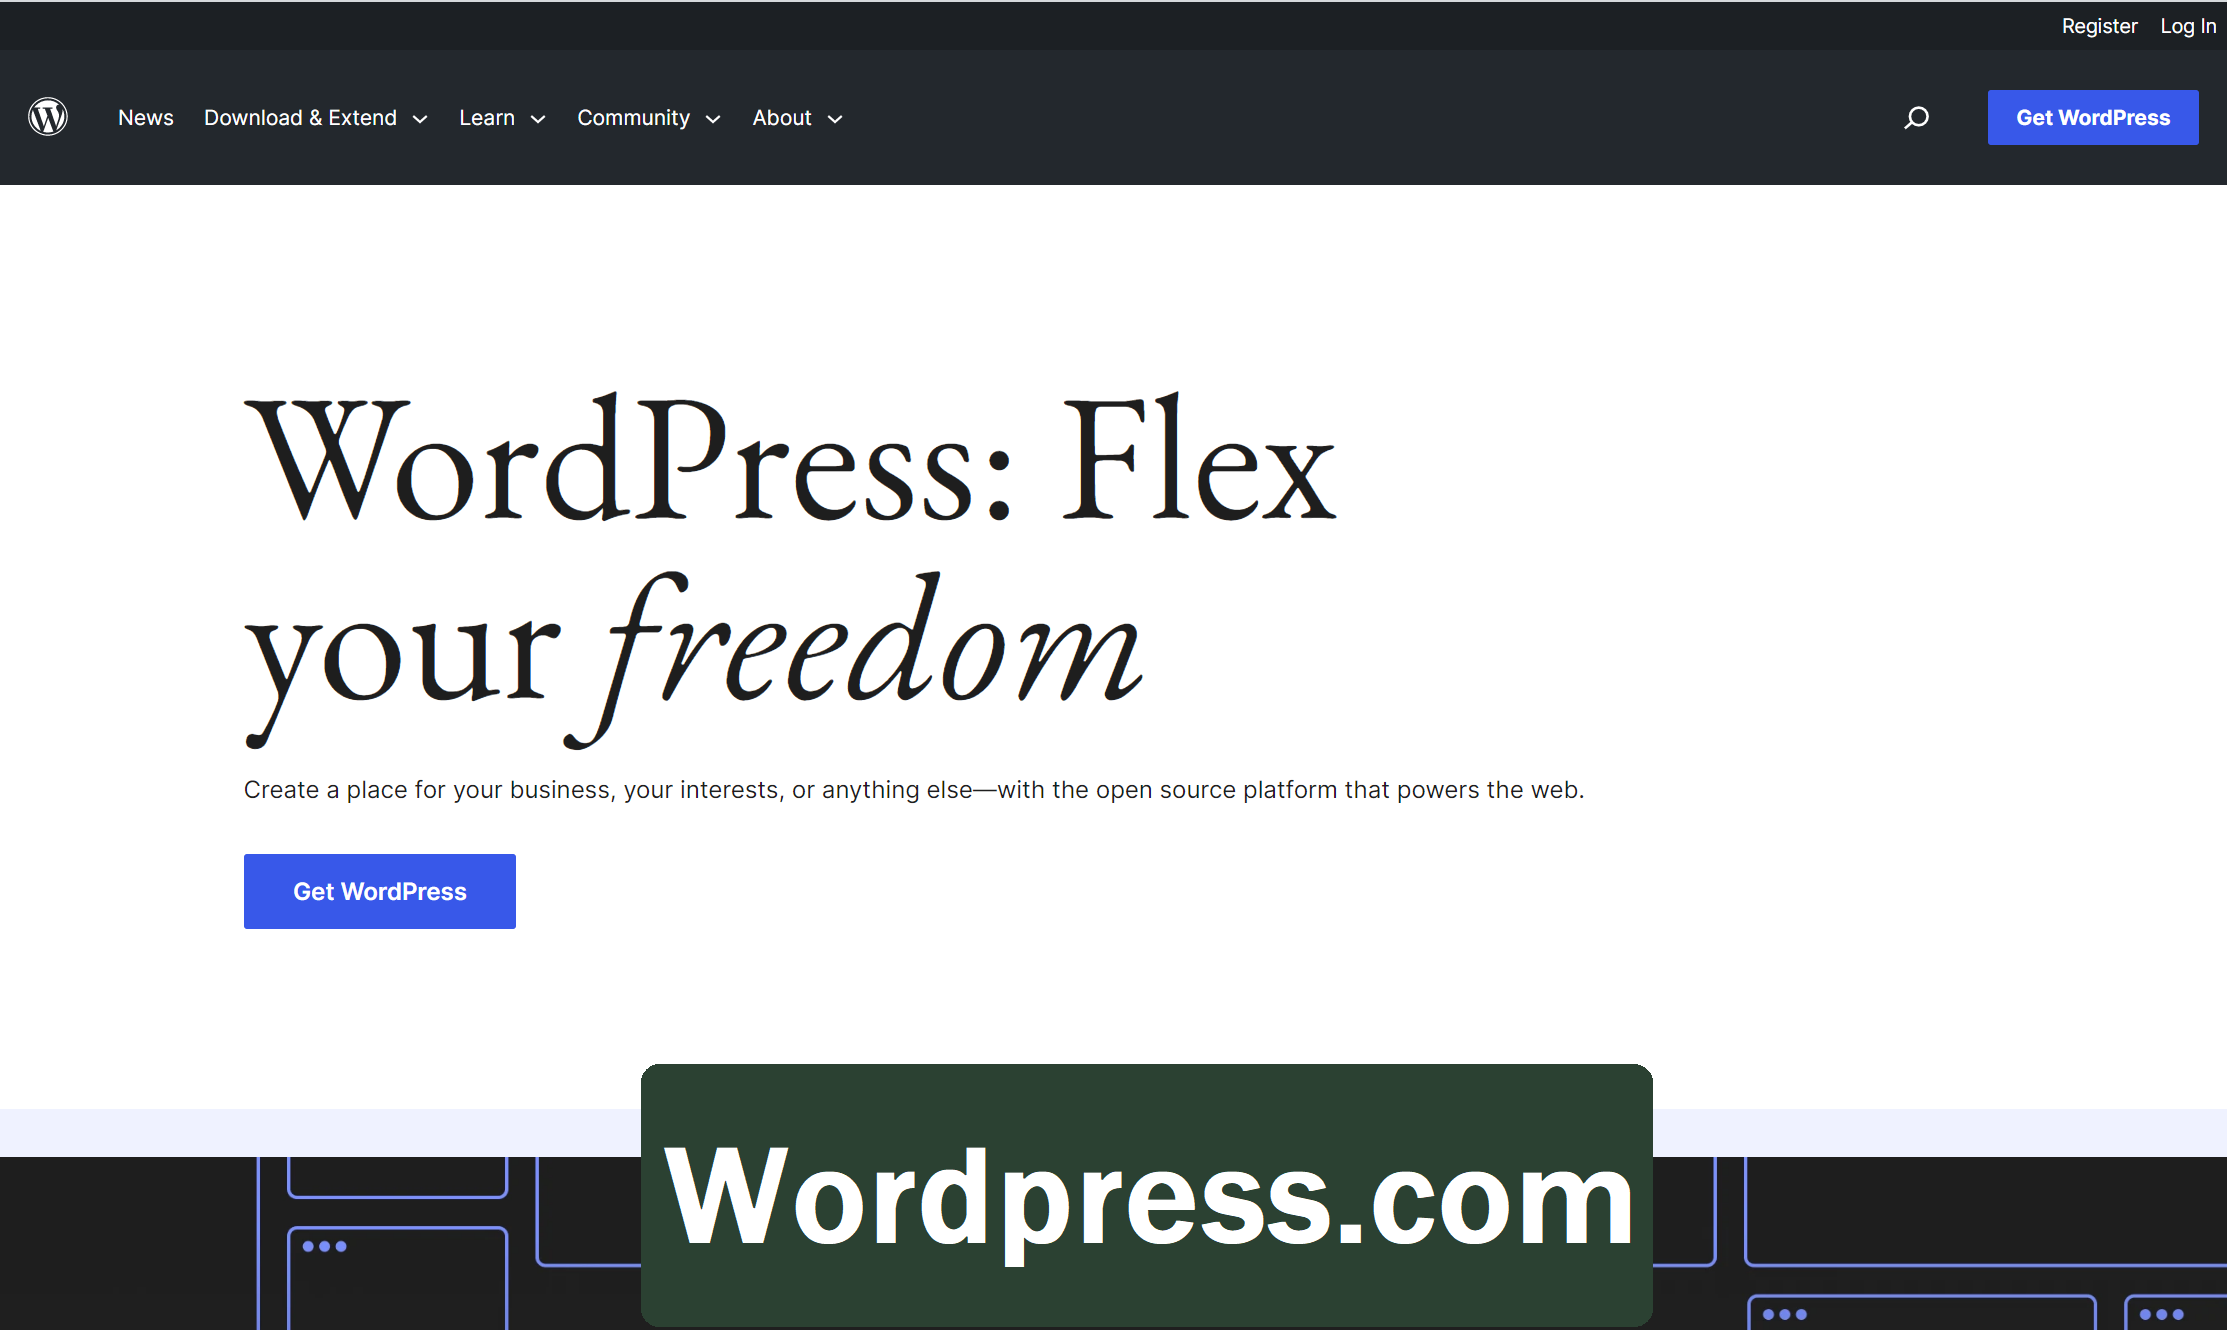 Register Log In
News Download & Extend Learn Community About Get WordPress
WordPress: Flex
your freedom
Create a place for your business, your interests, or anything else—with the open source platform that powers the web.
Get WordPress
Wordpress.com